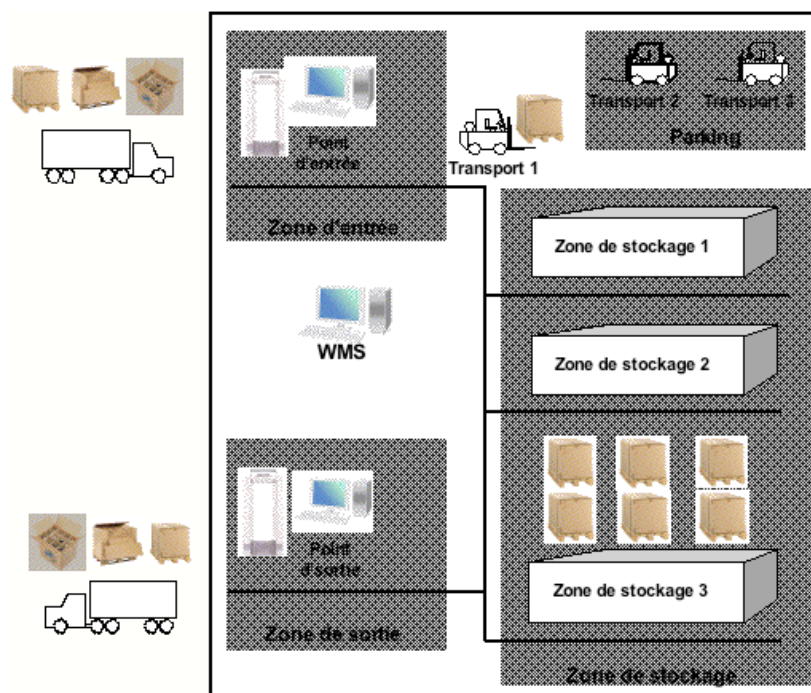 Transport 2
Transport 3
Parking
Point
d'entrée
Transport 1
Zone d'entrée
Zone de stockage 1
WMS
Zone de stockage 2
Point
d'sortie
Zone de stockage 3
Zone de sortie
Zone de stockage